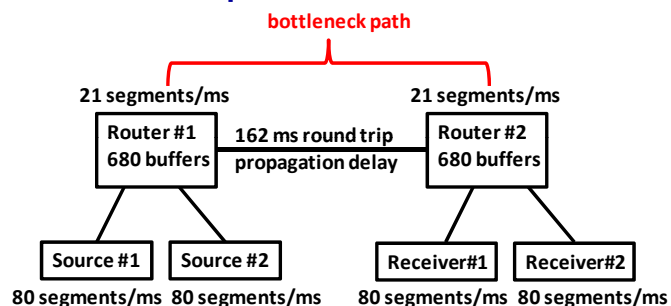 bottleneck path
21 segments/ms 21 segments/ms
Router #1
680 buffers
162 ms round trip
propagation delay
Router #2
680 buffers
Source #1 Source #2 Receiver#1 Receiver#2
80 segments/ms 80 segments/ms 80 segments/ms 80 segments/ms